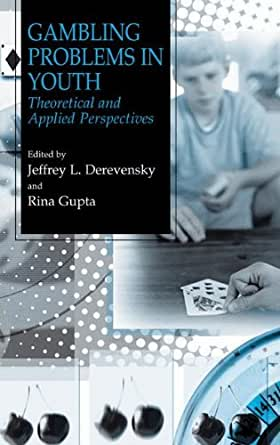 GAMBLING
PROBLEMS IN
YOUTH
Theoretical and
Applied Perspectives
Edited by
Jeffrey L. Derevensky
and
Rina Gupta